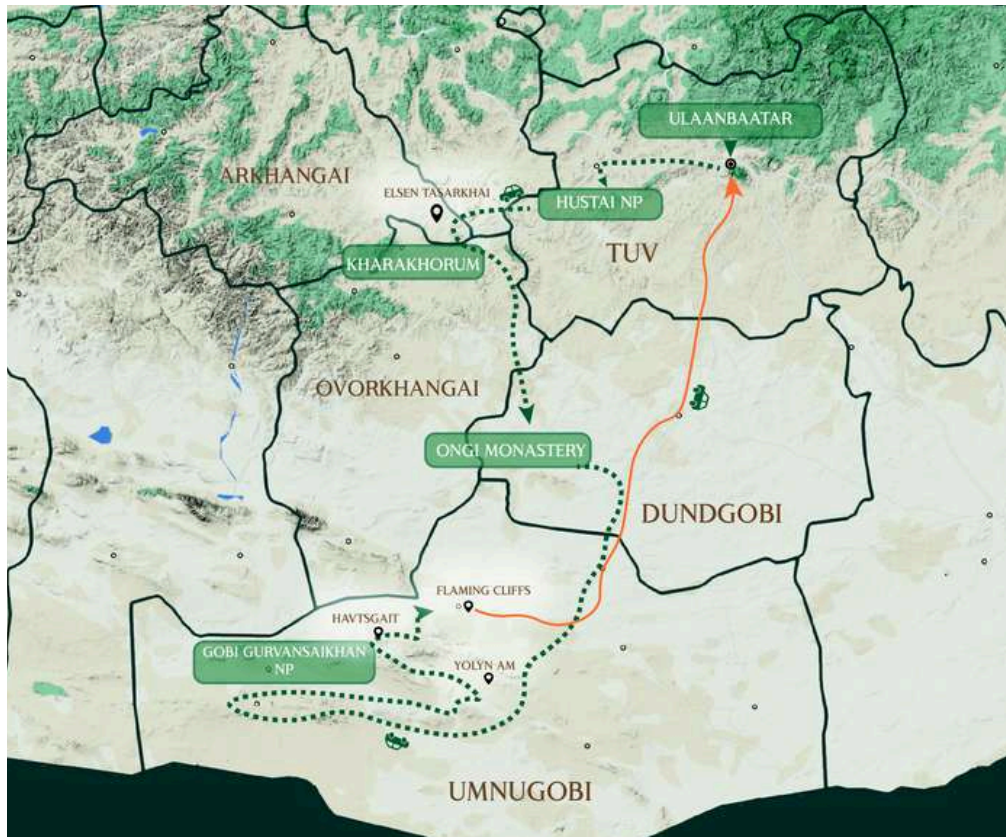 ULAANBAATAR
ARKHANGAI
ELSEN TASARKHAI
HUSTAI NP
TUV
KHARAKHORUM
OVORKHANGAI
ONGI MONASTERY
DUNDGOBI
FLAMING CLIFFS
HAVTSGAIT
GOBI GURVANSAIKHAN
NP
YOLYN AM
UMNUGOBI